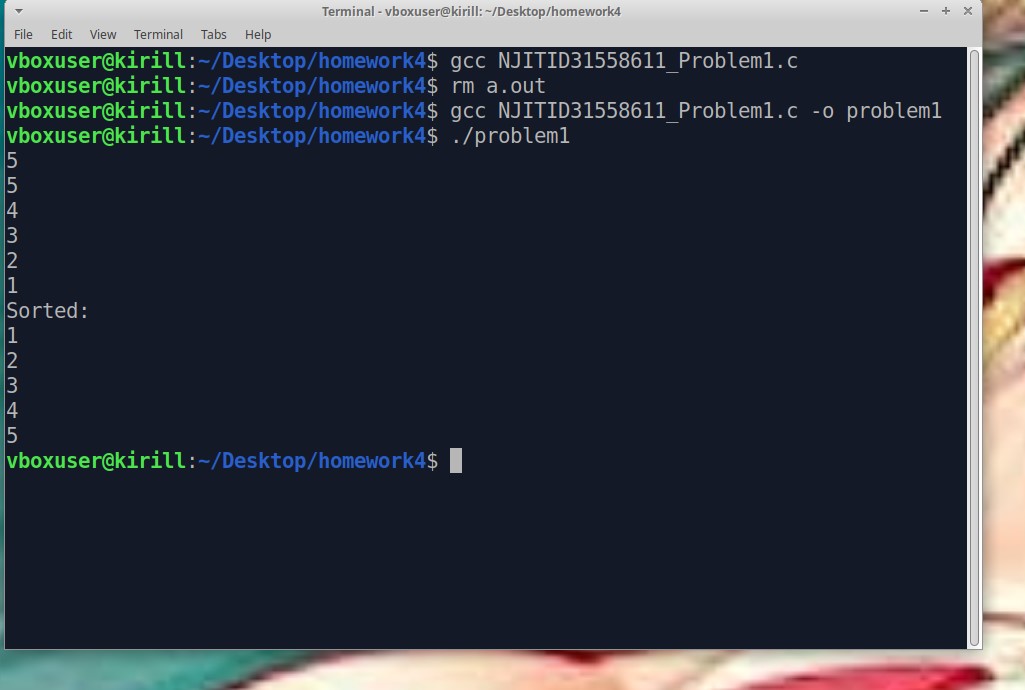 Terminal - vboxuser@kirill: ~/Desktop/homework4
File Edit View Terminal Tabs Help
vboxuser@kirill:~/Desktop/homework4$ gcc NJITID31558611_Problem1.c
vboxuser@kirill:~/Desktop/homework4$ rm a.out
vboxuser@kirill:~/Desktop/homework4$ gcc NJITID31558611_Problem1.c -o problem1
vboxuser@kirill:~/Desktop/homework4$ ./problem1
5
5
4
3
2
1
Sorted:
1
2
3
4
5
vboxuser@kirill:~/Desktop/homework4$